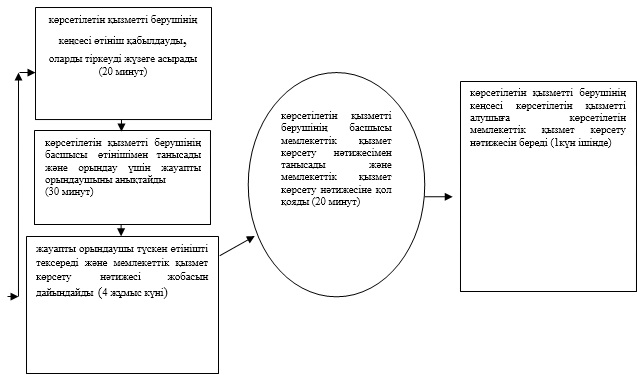 көрсетілетін қызметті берушінің
кеңсесі өтініш қабылдауды,
оларды тіркеуді жүзеге асырады
(20 минут)
көрсетілетін қызметті берушінің
басшысы өтінішімен танысады
және орындау үшін жауапты
орындаушыны анықтайды
(30 минут)
жауапты орындаушы түскен өтінішті
тексереді және мемлекеттік қызмет
көрсету нәтижесі жобасын
дайындайды (4 жұмыс күні)
көрсетілетін қызметті
берушінің басшысы
мемлекеттік қызмет
көрсету нәтижесімен
танысады және
мемлекеттік қызмет
көрсету нәтижесіне қол
қояды (20 минут)
көрсетілетін қызметті берушінің
кеңсесі көрсетілетін қызметті
алушыға көрсетілетін
мемлекеттік қызмет көрсету
нәтижесін береді (1күн ішінде)